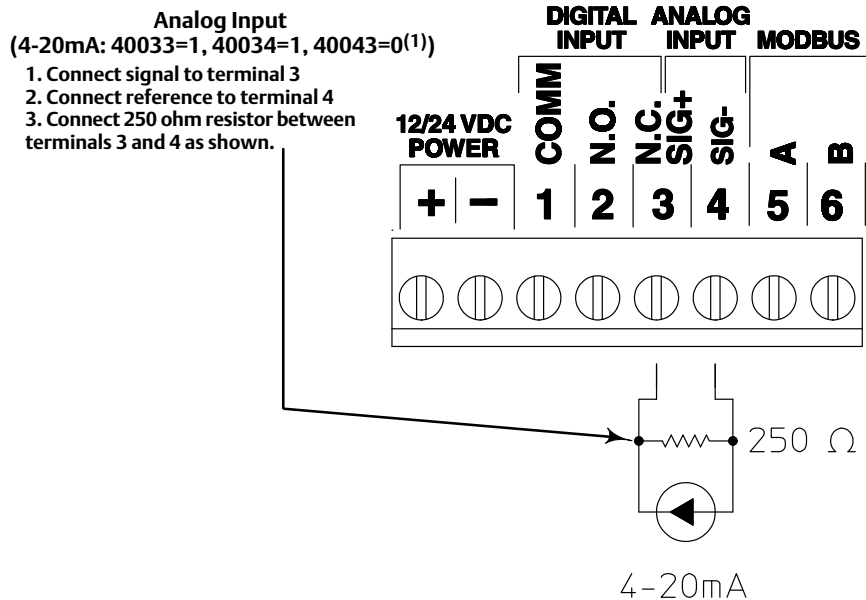 Analog Input
(4-20mA: 40033=1, 40034=1, 40043=0(1))
1. Connect signal to terminal 3
2. Connect reference to terminal 4
3. Connect 250 ohm resistor between
terminals 3 and 4 as shown.
DIGITAL INPUT
ANALOG INPUT
MODBUS
12/24 VDC
POWER
COMM
N.O.
N.C.
SIG+
SIG-
A
B
+ − 1 2 3 4 5 6
250 Ω
4-20mA